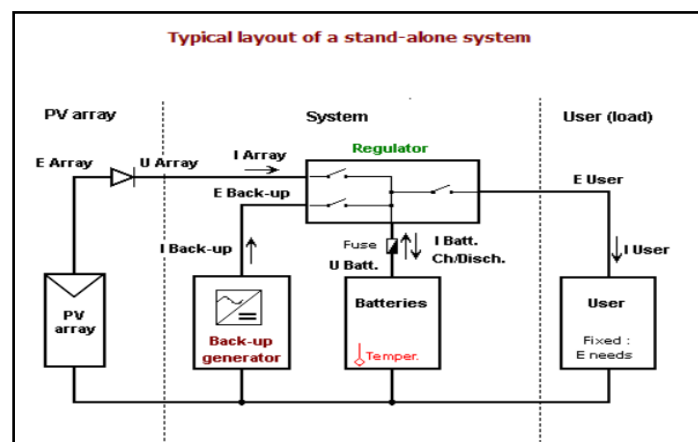 Typical layout of a stand-alone system
PV array
System
User (load)
Regulator
E Array
U Array
I Array
E Back-up
E User
I Back-up
Fuse
I Batt.
Ch/Disch.
U Batt.
I User
PV
array
Back-up
generator
Batteries
Temper.
User
Fixed :
E needs